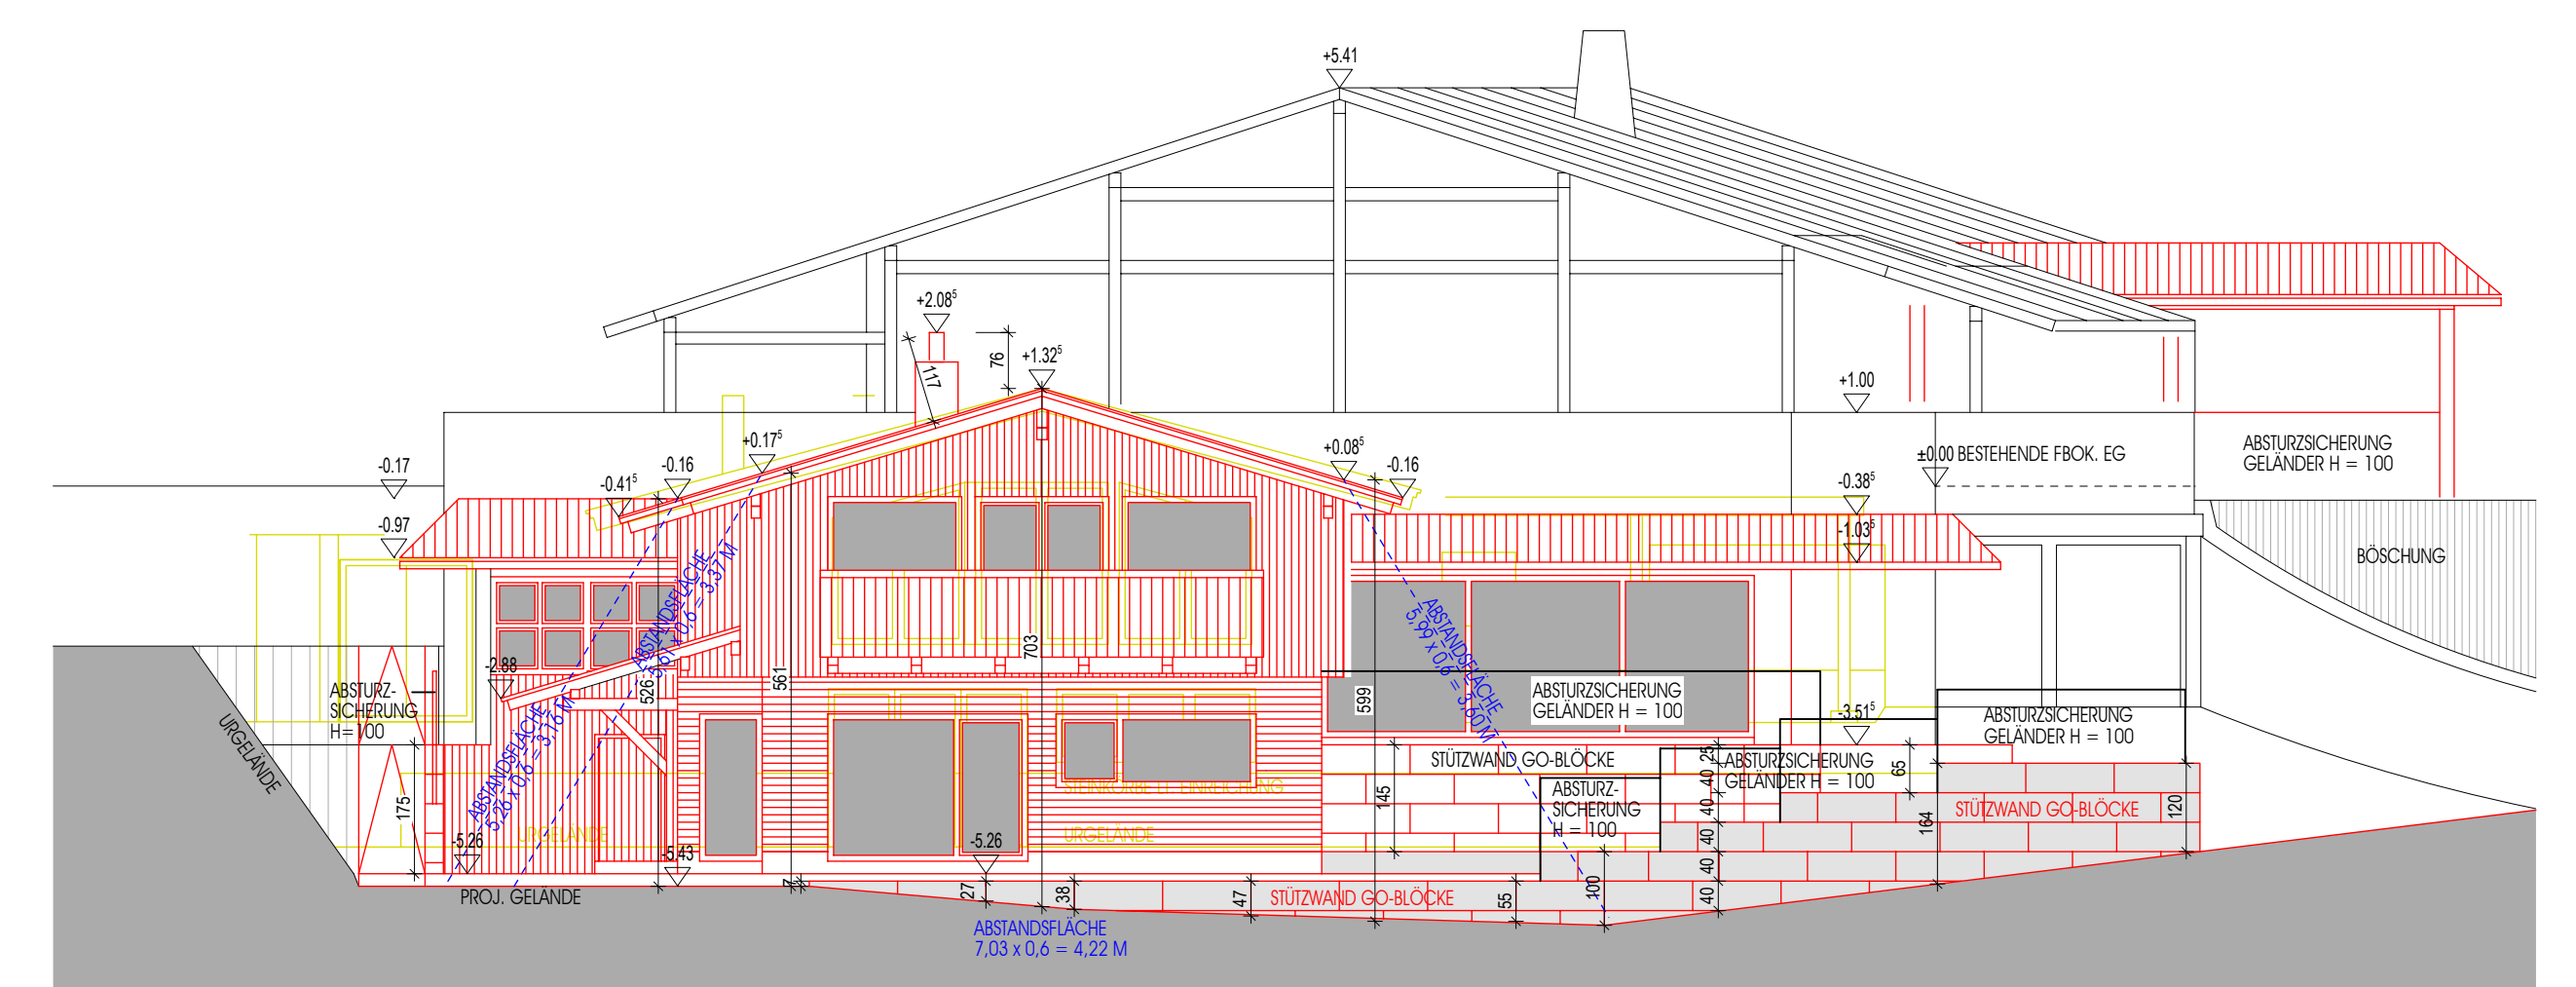 +5.41
+2.08⁵
76
117
+1.32⁵
+1.00
+0.17⁵
+0.08⁵
-0.17
-0.16
-0.16
-0.41⁵
-0.38⁵
±0.00 BESTEHENDE FBOK. EG
ABSTURZSICHERUNG
GELÄNDER H = 100
-0.97
-1.03⁵
BÖSCHUNG
ABSTANDSFLÄCHE
5,61 x 0,6 = 3,37 M
ABSTANDSFLÄCHE
5,99 x 0,6 = 3,60 M
-2.88
526
561
703
599
ABSTURZ-
SICHERUNG
H=100
URGELÄNDE
ABSTURZSICHERUNG
GELÄNDER H = 100
-3.51⁵
ABSTURZSICHERUNG
GELÄNDER H = 100
ABSTANDSFLÄCHE
5,26 x 0,6 = 3,16 M
STÜTZWAND GO-BLÖCKE
ABSTURZSICHERUNG
GELÄNDER H = 100
25
40
40
40
40
40
65
STEINKÖRBE LT. EINREICHUNG
ABSTURZ-
SICHERUNG
H = 100
145
175
STÜTZWAND GO-BLÖCKE
164
120
URGELÄNDE
URGELÄNDE
-5.26
-5.43
-5.26
PROJ. GELÄNDE
7
27
38
47
STÜTZWAND GO-BLÖCKE
55
100
ABSTANDSFLÄCHE
7,03 x 0,6 = 4,22 M